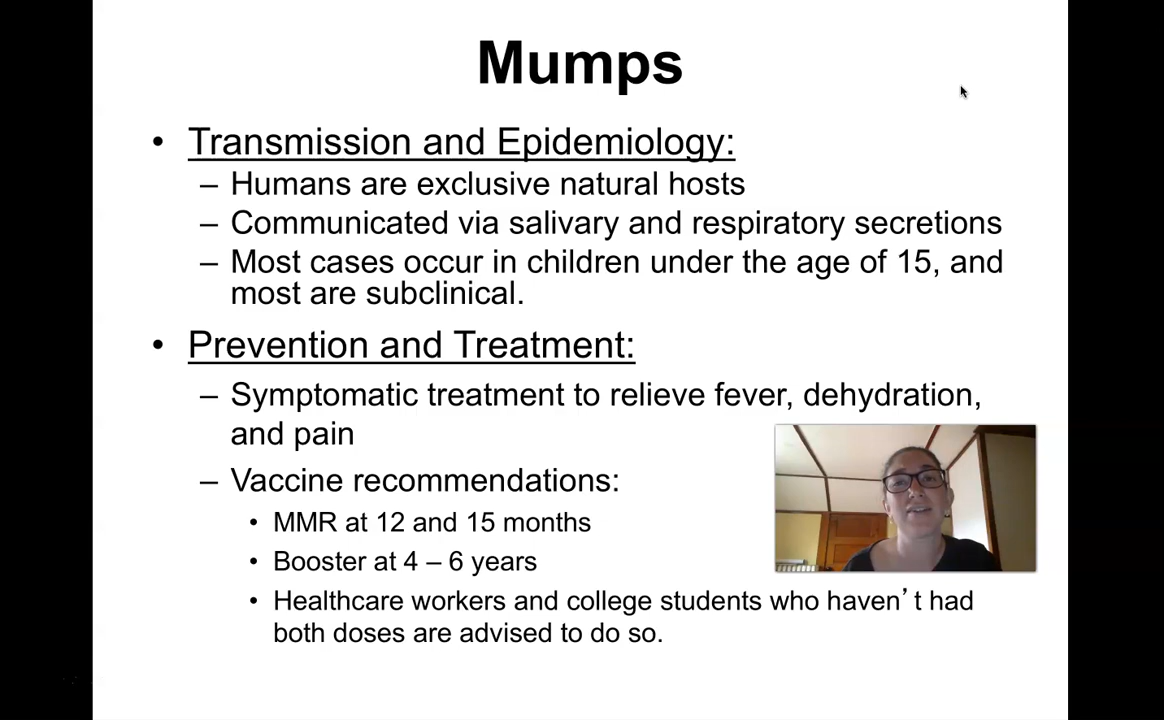 Mumps
• Transmission and Epidemiology:
– Humans are exclusive natural hosts
– Communicated via salivary and respiratory secretions
– Most cases occur in children under the age of 15, and
most are subclinical.
• Prevention and Treatment:
– Symptomatic treatment to relieve fever, dehydration,
and pain
– Vaccine recommendations:
• MMR at 12 and 15 months
• Booster at 4 – 6 years
• Healthcare workers and college students who haven’t had
both doses are advised to do so.